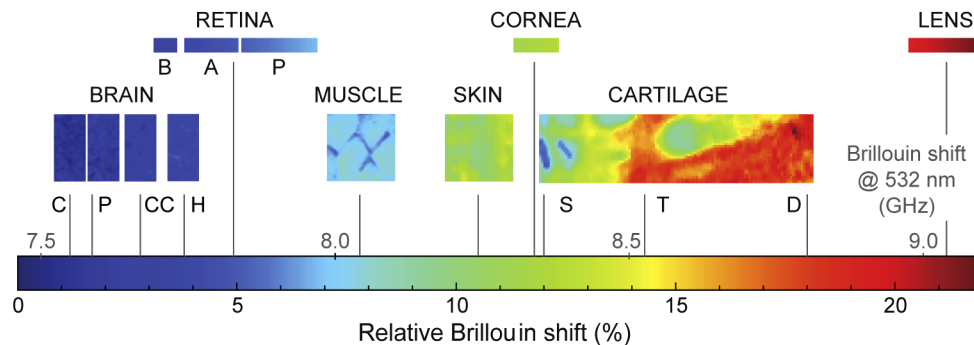 RETINA
CORNEA
LENS
B A P
BRAIN
MUSCLE
SKIN
CARTILAGE
Brillouin shift
@ 532 nm
(GHz)
C P CC H
S T D
7.5 8.0 8.5 9.0
0 5 10 15 20
Relative Brillouin shift (%)